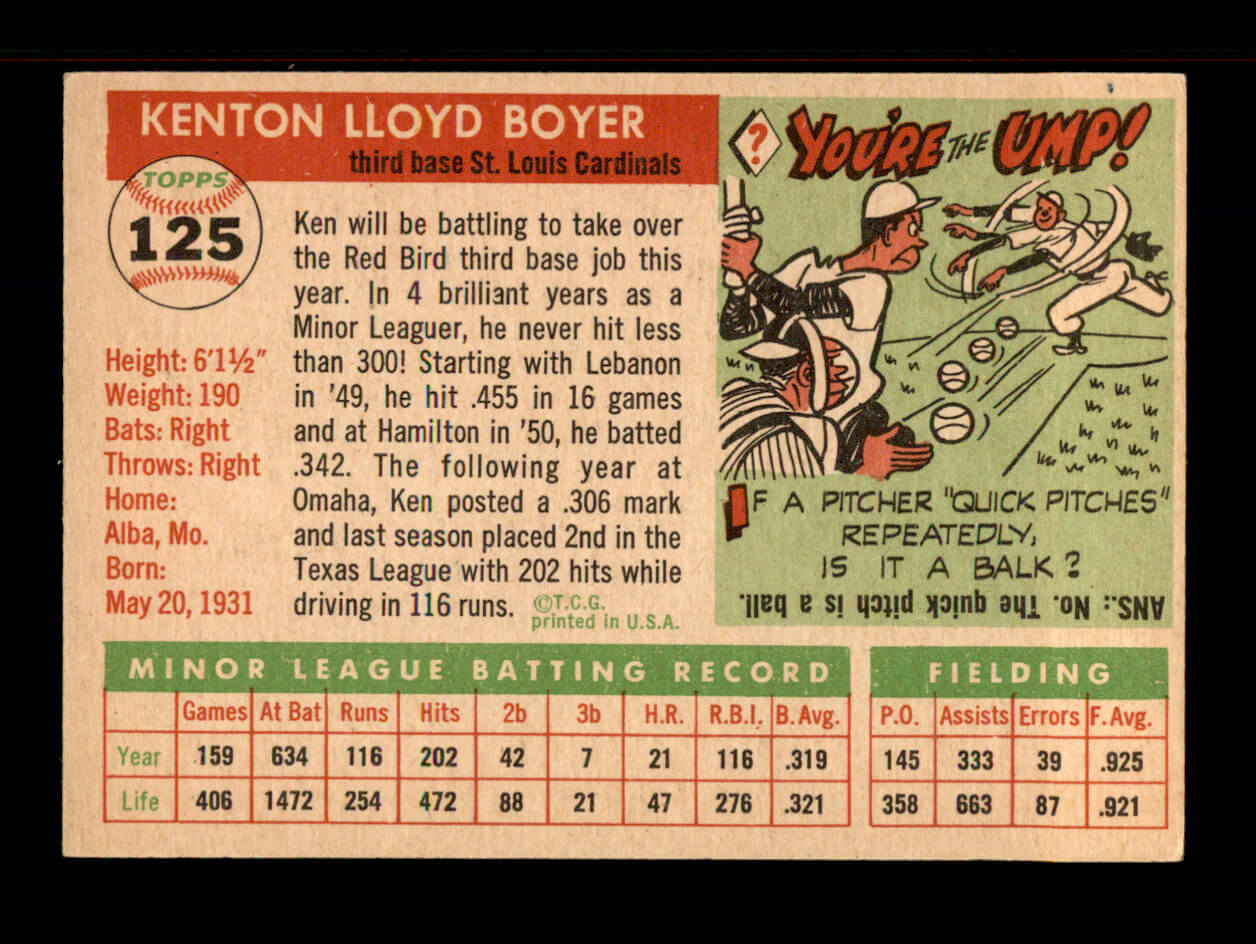 KENTON LLOYD BOYER
third base St. Louis Cardinals
TOPPS
125
Height: 6'1½"
Weight: 190
Bats: Right
Throws: Right
Home:
Alba, Mo.
Born:
May 20, 1931
Ken will be battling to take over
the Red Bird third base job this
year. In 4 brilliant years as a
Minor Leaguer, he never hit less
than 300! Starting with Lebanon
in '49, he hit .455 in 16 games
and at Hamilton in '50, he batted
.342. The following year at
Omaha, Ken posted a .306 mark
and last season placed 2nd in the
Texas League with 202 hits while
driving in 116 runs.
©T.C.G.
printed in U.S.A.
? YOU'RE THE UMP!
IF A PITCHER "QUICK PITCHES"
REPEATEDLY,
IS IT A BALK?
ANS.: No. The quick pitch is a ball.
MINOR LEAGUE BATTING RECORD
Games At Bat Runs Hits 2b 3b H.R. R.B.I. B. Avg.
Year 159 634 116 202 42 7 21 116 .319
Life 406 1472 254 472 88 21 47 276 .321
FIELDING
P.O. Assists Errors F. Avg.
145 333 39 .925
358 663 87 .921